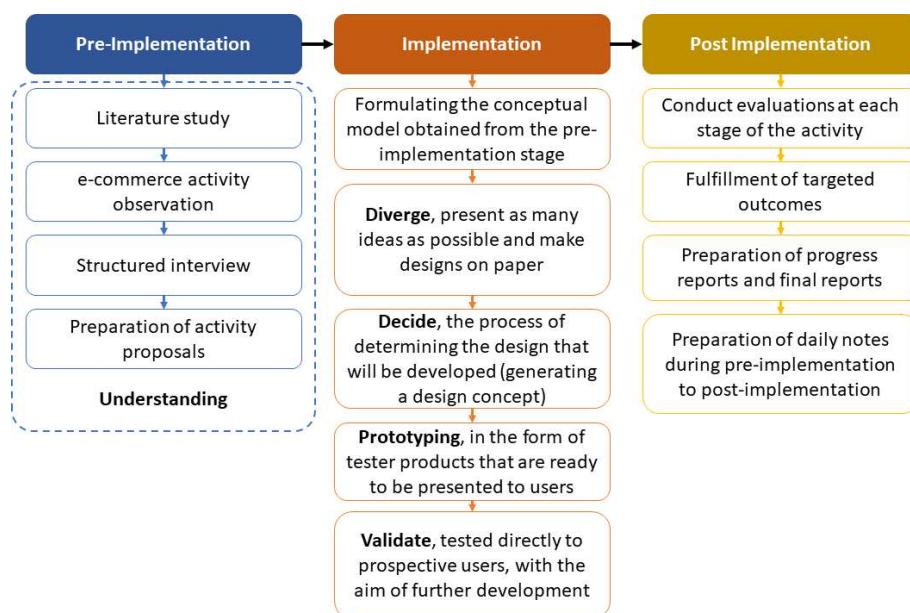 Pre-Implementation
Literature study
e-commerce activity
observation
Structured interview
Preparation of activity
proposals
Understanding
Implementation
Formulating the conceptual
model obtained from the pre-
implementation stage
Diverge, present as many
ideas as possible and make
designs on paper
Decide, the process of
determining the design that
will be developed (generating
a design concept)
Prototyping, in the form of
tester products that are ready
to be presented to users
Validate, tested directly to
prospective users, with the
aim of further development
Post Implementation
Conduct evaluations at each
stage of the activity
Fulfillment of targeted
outcomes
Preparation of progress
reports and final reports
Preparation of daily notes
during pre-implementation
to post-implementation